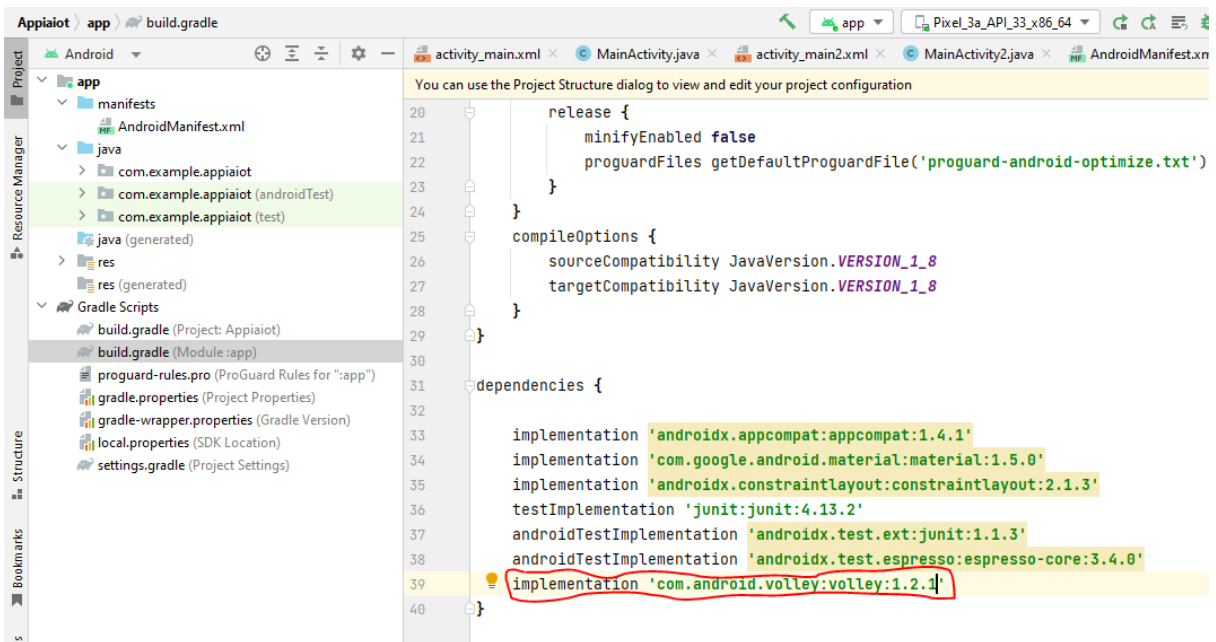 Appiaiot > app > build.gradle
app
Pixel_3a_API_33_x86_64
Project
Resource Manager
Structure
Bookmarks
Android
app
manifests
AndroidManifest.xml
java
com.example.appiaiot
com.example.appiaiot (androidTest)
com.example.appiaiot (test)
java (generated)
res
res (generated)
Gradle Scripts
build.gradle (Project: Appiaiot)
build.gradle (Module :app)
proguard-rules.pro (ProGuard Rules for ":app")
gradle.properties (Project Properties)
gradle-wrapper.properties (Gradle Version)
local.properties (SDK Location)
settings.gradle (Project Settings)
activity_main.xml MainActivity.java activity_main2.xml MainActivity2.java AndroidManifest.xm
You can use the Project Structure dialog to view and edit your project configuration
20 release {
21 minifyEnabled false
22 proguardFiles getDefaultProguardFile('proguard-android-optimize.txt')
23 }
24 }
25 compileOptions {
26 sourceCompatibility JavaVersion.VERSION_1_8
27 targetCompatibility JavaVersion.VERSION_1_8
28 }
29 }
30
31 dependencies {
32
33 implementation 'androidx.appcompat:appcompat:1.4.1'
34 implementation 'com.google.android.material:material:1.5.0'
35 implementation 'androidx.constraintlayout:constraintlayout:2.1.3'
36 testImplementation 'junit:junit:4.13.2'
37 androidTestImplementation 'androidx.test.ext:junit:1.1.3'
38 androidTestImplementation 'androidx.test.espresso:espresso-core:3.4.0'
39 implementation 'com.android.volley:volley:1.2.1'
40 }